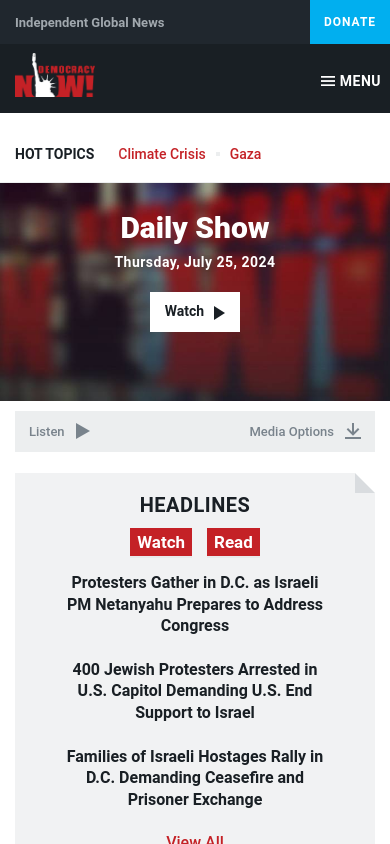 Independent Global News
DONATE
DEMOCRACY
NOW!
MENU
HOT TOPICS
Climate Crisis
Gaza
Daily Show
Thursday, July 25, 2024
Watch
Listen
Media Options
HEADLINES
Watch
Read
Protesters Gather in D.C. as Israeli
PM Netanyahu Prepares to Address
Congress
400 Jewish Protesters Arrested in
U.S. Capitol Demanding U.S. End
Support to Israel
Families of Israeli Hostages Rally in
D.C. Demanding Ceasefire and
Prisoner Exchange
View All